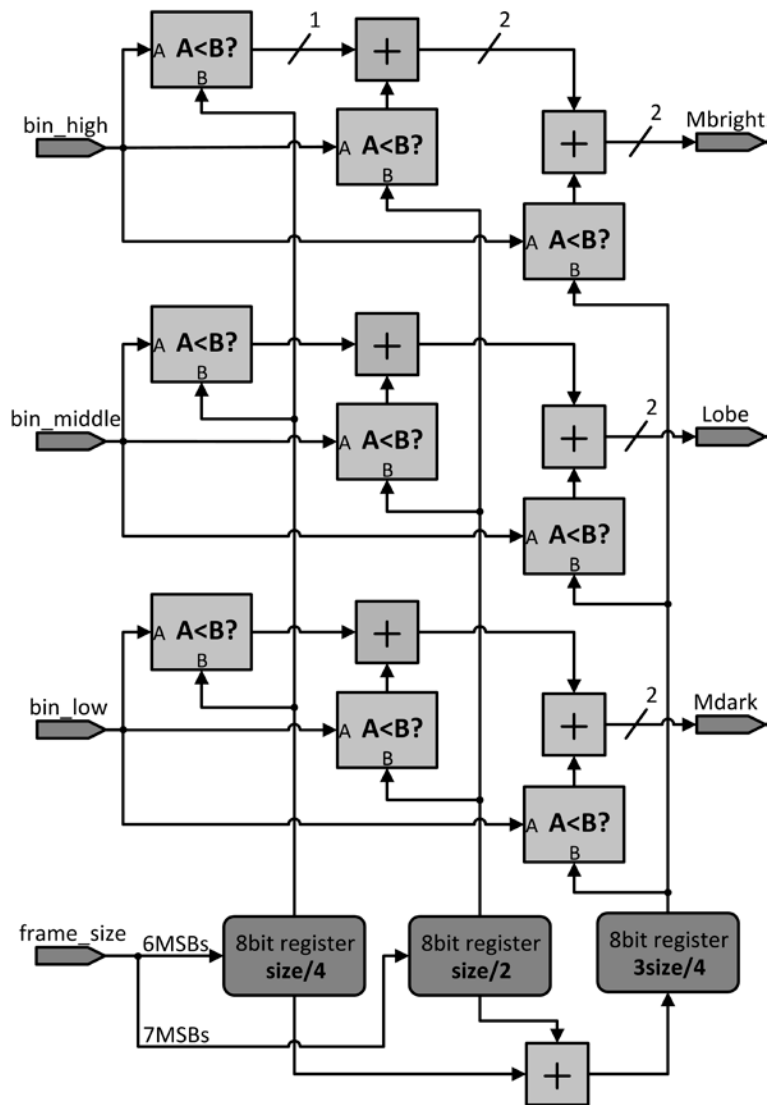 1
2
A A<B?
B
+
bin_high
A A<B?
B
+
2
Mbright
A A<B?
B
A A<B?
B
+
bin_middle
A A<B?
B
+
2
Lobe
A A<B?
B
A A<B?
B
+
bin_low
A A<B?
B
+
2
Mdark
A A<B?
B
frame_size
6MSBs
7MSBs
8bit register
size/4
8bit register
size/2
8bit register
3size/4
+